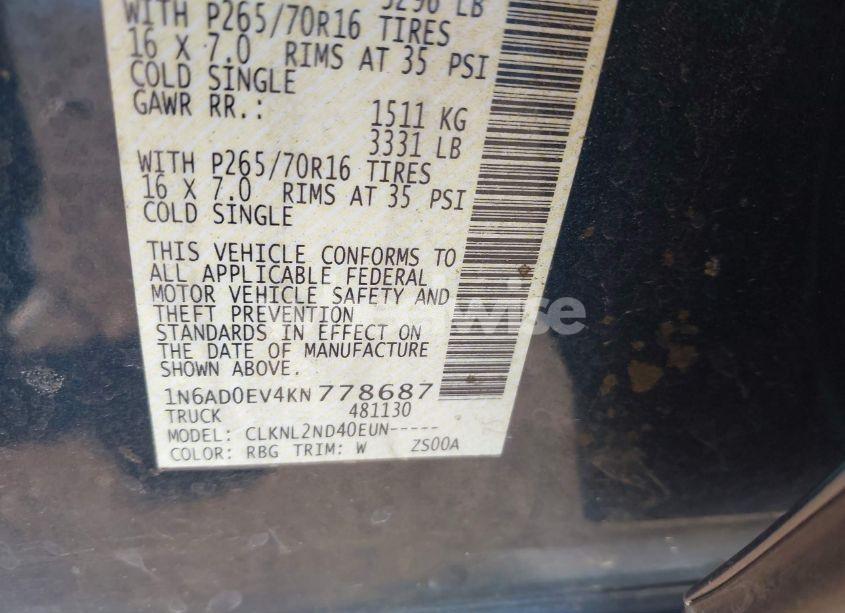 3296 LB
WITH P265/70R16 TIRES
16 X 7.0 RIMS AT 35 PSI
COLD SINGLE
GAWR RR.: 1511 KG
3331 LB
WITH P265/70R16 TIRES
16 X 7.0 RIMS AT 35 PSI
COLD SINGLE
THIS VEHICLE CONFORMS TO
ALL APPLICABLE FEDERAL
MOTOR VEHICLE SAFETY AND
THEFT PREVENTION
STANDARDS IN EFFECT ON
THE DATE OF MANUFACTURE
SHOWN ABOVE.
1N6AD0EV4KN778687
TRUCK 481130
MODEL: CLKNL2ND40EUN-----
COLOR: RBG TRIM: W ZS00A